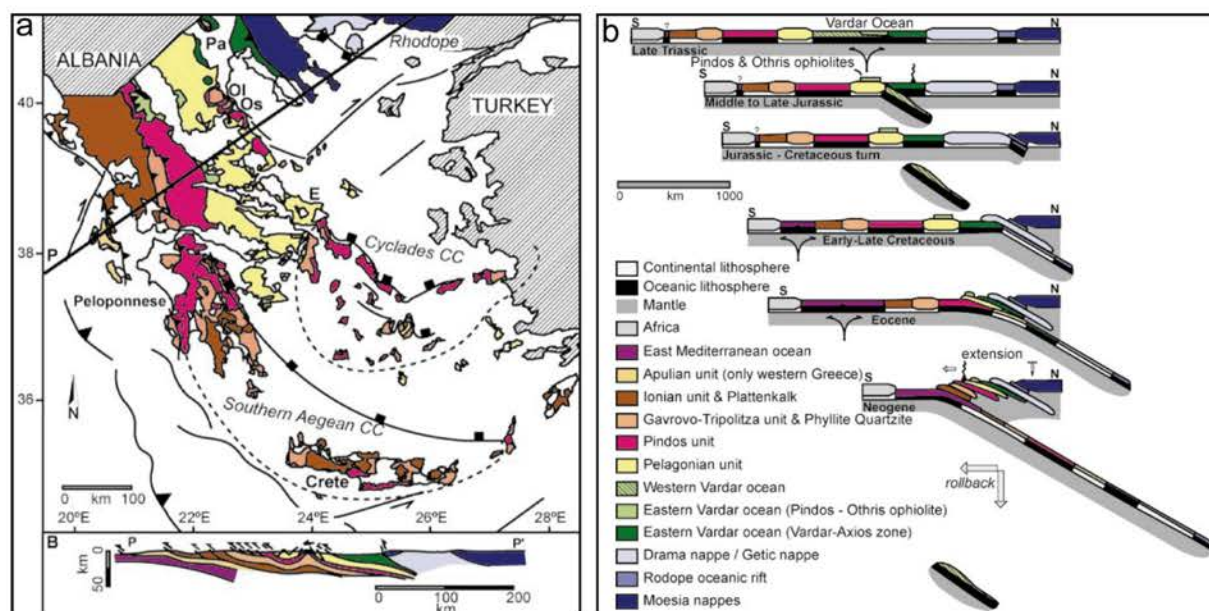 a
ALBANIA
Pa
Rhodope
Ol
Os
40
TURKEY
E
38
P
Cyclades CC
Peloponnese
36
N
Southern Aegean CC
Crete
0 100
km
20°E
22°E
24°E
26°E
28°E
B
P
P'
km
0
50
0 100 200
km
b
Vardar Ocean
S
N
Late Triassic
Pindos & Othris ophiolites
S
?
N
Middle to Late Jurassic
S
?
N
Jurassic - Cretaceous turn
0 km 1000
S
N
Early-Late Cretaceous
S
N
Eocene
extension
S
N
Neogene
rollback
Continental lithosphere
Oceanic lithosphere
Mantle
Africa
East Mediterranean ocean
Apulian unit (only western Greece)
Ionian unit & Plattenkalk
Gavrovo-Tripolitza unit & Phyllite Quartzite
Pindos unit
Pelagonian unit
Western Vardar ocean
Eastern Vardar ocean (Pindos - Othris ophiolite)
Eastern Vardar ocean (Vardar-Axios zone)
Drama nappe / Getic nappe
Rodope oceanic rift
Moesia nappes